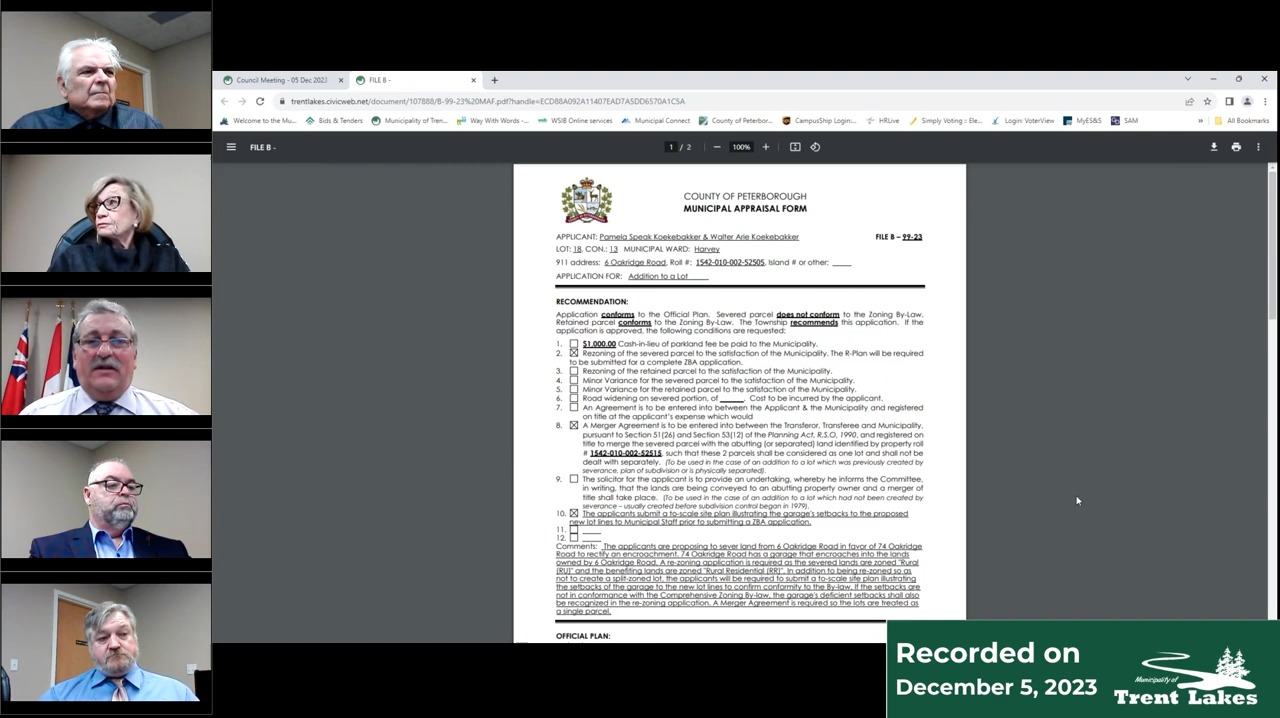 Council Meeting - 05 Dec 2023
FILE B -
trentlakes.civicweb.net/document/107888/B-99-23%20MAF.pdf?handle=ECD88A092A11407EAD7A5DD6570A1C5A
Welcome to the Mu...
Bids & Tenders
Municipality of Tren...
Way With Words -...
WSIB Online services
Municipal Connect
County of Peterbor...
CampusShip Login:...
HRLive
Simply Voting :: Ele...
Login: VoterView
MyES&S
SAM
»
All Bookmarks
FILE B -
1 / 2
100%
COUNTY OF PETERBOROUGH
MUNICIPAL APPRAISAL FORM
APPLICANT: Pamela Speak Koekebakker & Walter Arie Koekebakker FILE B – 99-23
LOT: 18, CON.: 13 MUNICIPAL WARD: Harvey
911 address: 6 Oakridge Road, Roll #: 1542-010-002-52505, Island # or other: ____
APPLICATION FOR: Addition to a Lot
RECOMMENDATION:
Application conforms to the Official Plan. Severed parcel does not conform to the Zoning By-Law.
Retained parcel conforms to the Zoning By-Law. The Township recommends this application. If the
application is approved, the following conditions are requested:
1. ☐ $1,000.00 Cash-in-lieu of parkland fee be paid to the Municipality.
2. ☒ Rezoning of the severed parcel to the satisfaction of the Municipality. The R-Plan will be required
to be submitted for a complete ZBA application.
3. ☐ Rezoning of the retained parcel to the satisfaction of Municipality.
4. ☐ Minor Variance for the severed parcel to the satisfaction of the Municipality.
5. ☐ Minor Variance for the retained parcel to the satisfaction of the Municipality.
6. ☐ Road widening on severed portion, of ______. Cost to be incurred by the applicant.
7. ☐ An Agreement is to be entered into between the Applicant & the Municipality and registered
on title at the applicant's expense which would
8. ☒ A Merger Agreement is to be entered into between the Transferor, Transferee and Municipality,
pursuant to Section 51(26) and Section 53(12) of the Planning Act, R.S.O, 1990, and registered on
title to merge the severed parcel with the abutting (or separated) land identified by property roll
# 1542-010-002-52515, such that these 2 parcels shall be considered as one lot and shall not be
dealt with separately. (To be used in the case of an addition to a lot which was previously created by
severance, plan of subdivision or is physically separated).
9. ☐ The solicitor for the applicant is to provide an undertaking, whereby he informs the Committee,
in writing, that the lands are being conveyed to an abutting property owner and a merger of
title shall take place. (To be used in the case of an addition to a lot which had not been created by
severance – usually created before subdivision control began in 1979).
10. ☒ The applicants submit a to-scale site plan illustrating the garage's setbacks to the proposed
new lot lines to Municipal Staff prior to submitting a ZBA application.
11. ☐ ____
12. ☐ ____
Comments: The applicants are proposing to sever land from 6 Oakridge Road in favor of 74 Oakridge
Road to rectify an encroachment. 74 Oakridge Road has a garage that encroaches into the lands
owned by 6 Oakridge Road. A re-zoning application is required as the severed lands are zoned "Rural
(RU)" and the benefiting lands are zoned "Rural Residential (RR)". In addition to being rezoned so as
not to create a split-zoned lot, the applicants will be required to submit a to-scale site plan illustrating
the setbacks of the garage to the new lot lines to confirm conformity to the By-law. If the setbacks are
not in conformance with the Comprehensive Zoning By-law, the garage's deficient setbacks shall also
be recognized in the re-zoning application. A Merger Agreement is required so the lots are treated as
a single parcel.
OFFICIAL PLAN:
Recorded on
December 5, 2023
Municipality of
Trent Lakes